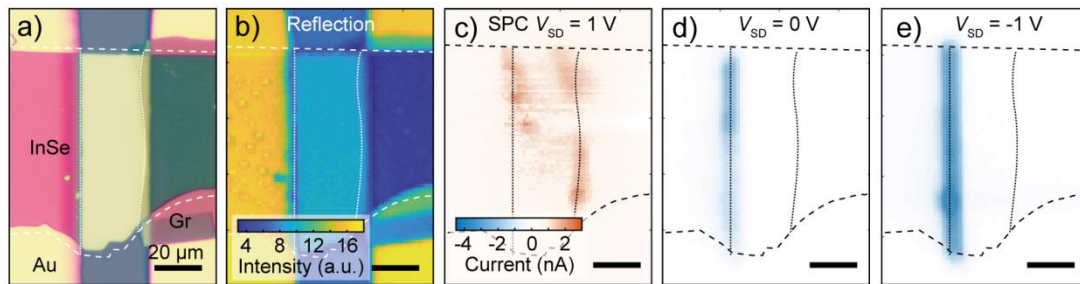 a)
InSe
Au
Gr
20 µm
b)
Reflection
4 8 12 16
Intensity (a.u.)
c)
SPC V_SD = 1 V
-4 -2 0 2
Current (nA)
d)
V_SD = 0 V
e)
V_SD = -1 V